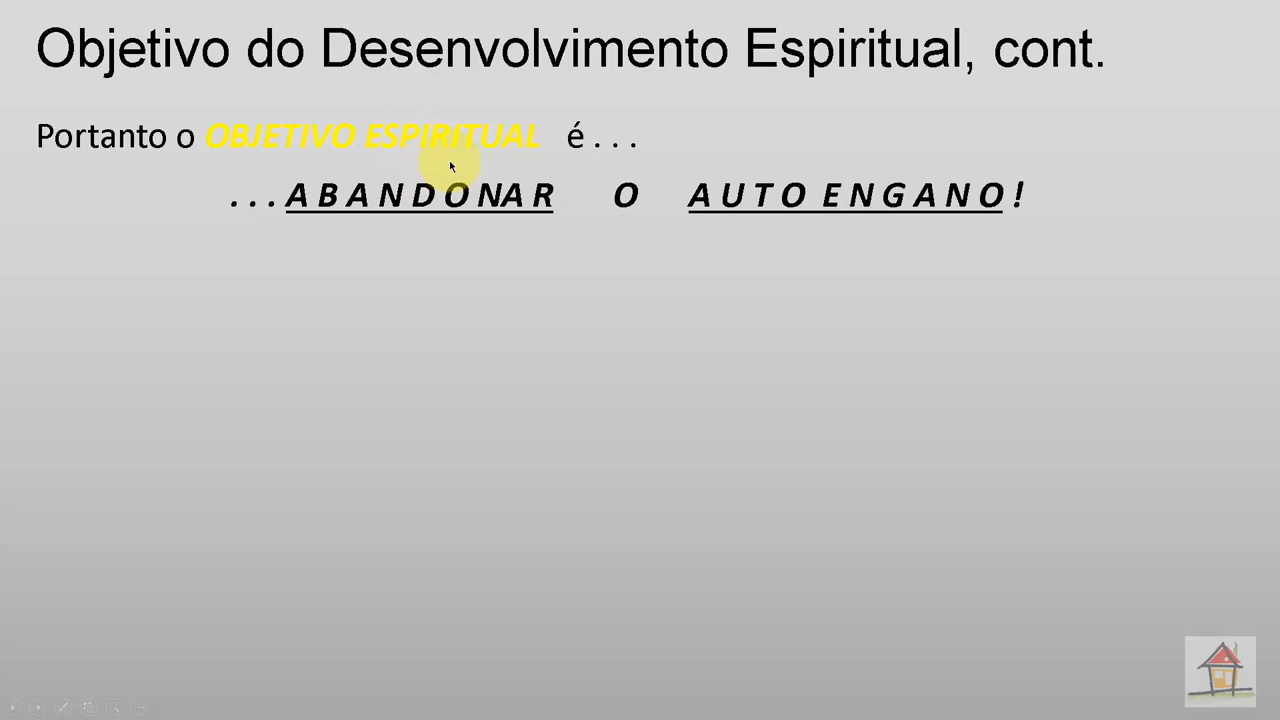 Objetivo do Desenvolvimento Espiritual, cont.
Portanto o OBJETIVO ESPIRITUAL é . . .
. . . A B A N D O N A R O A U T O E N G A N O !